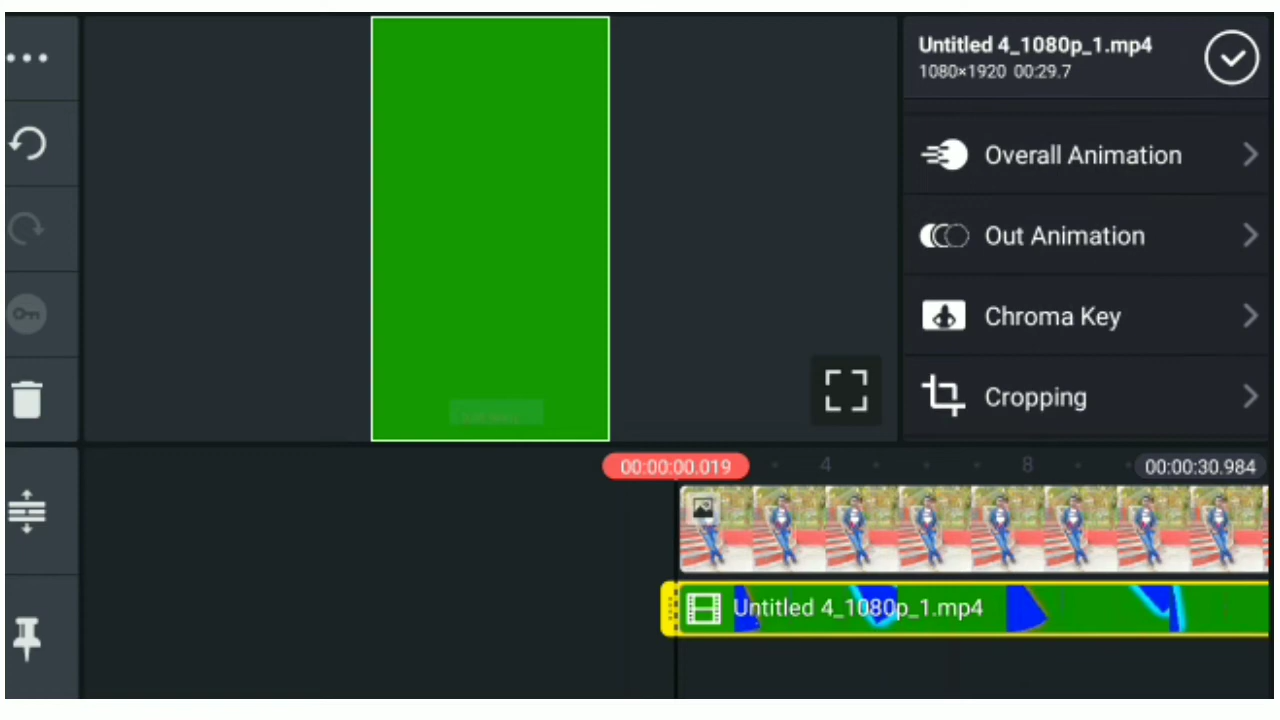 Untitled 4_1080p_1.mp4
1080×1920 00:29.7
Overall Animation
Out Animation
Chroma Key
Cropping
00:00:00.019
4
8
00:00:30.984
Untitled 4_1080p_1.mp4